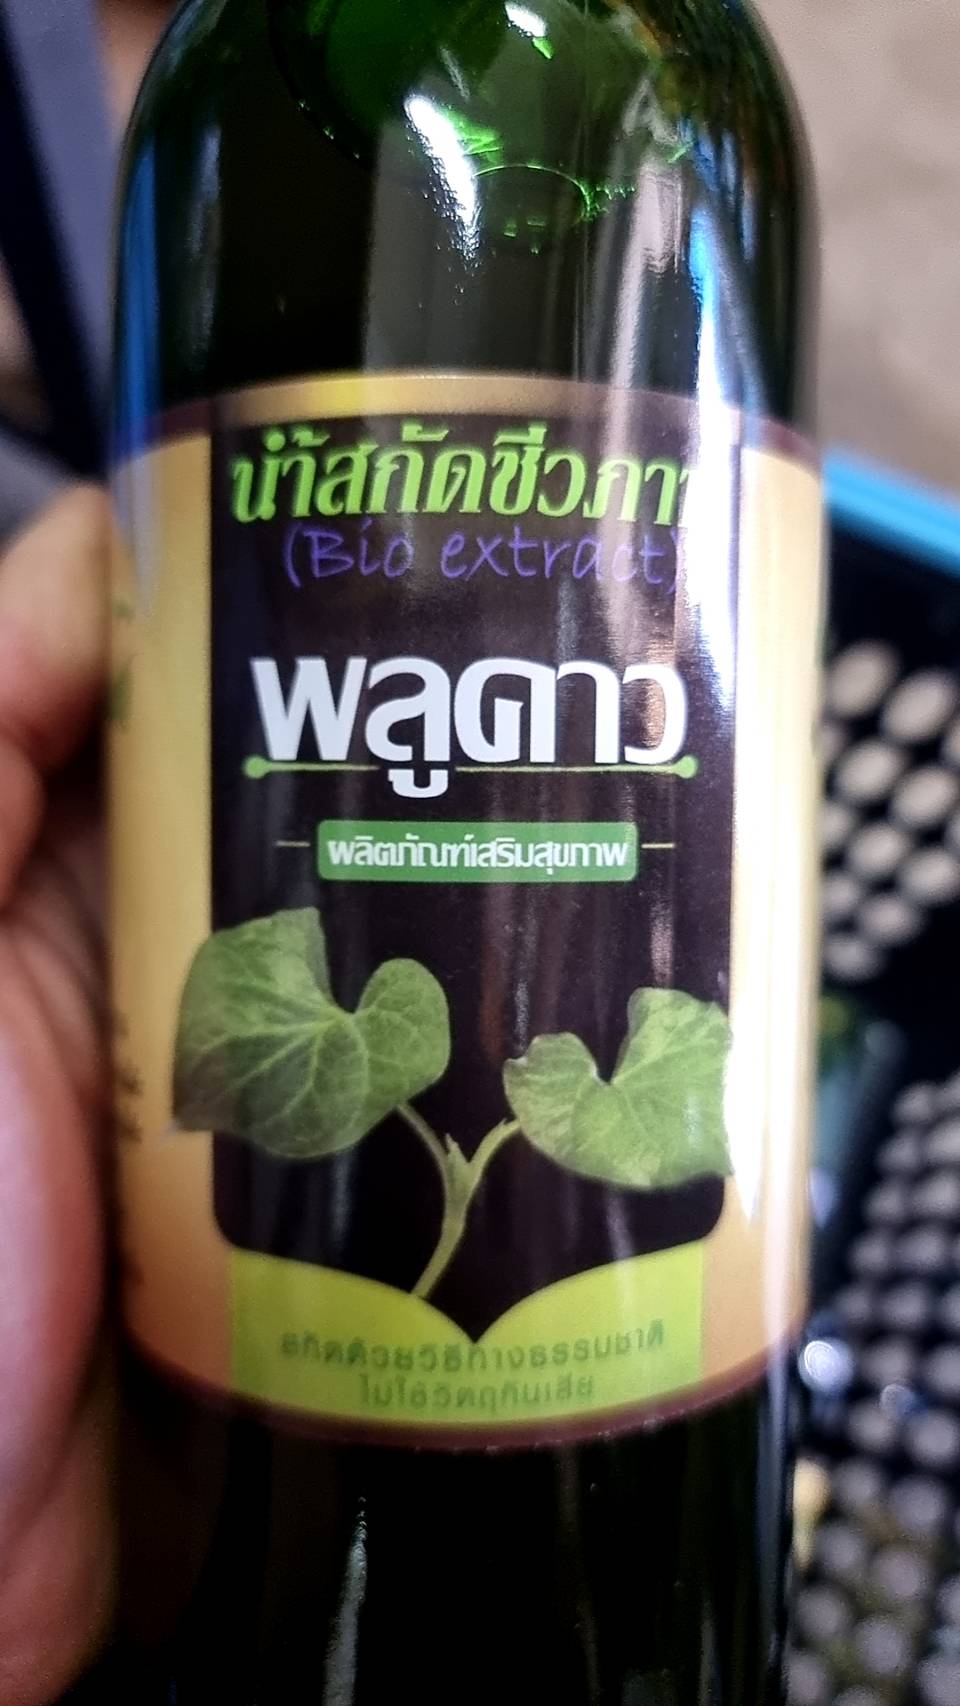 น้ำสกัดชีวภา
(Bio extract)
พลูคาว
ผลิตภัณฑ์เสริมสุขภาพ
สกัดด้วยวิธีทางธรรมชาติ
ไม่ใช้วัตถุกันเสีย